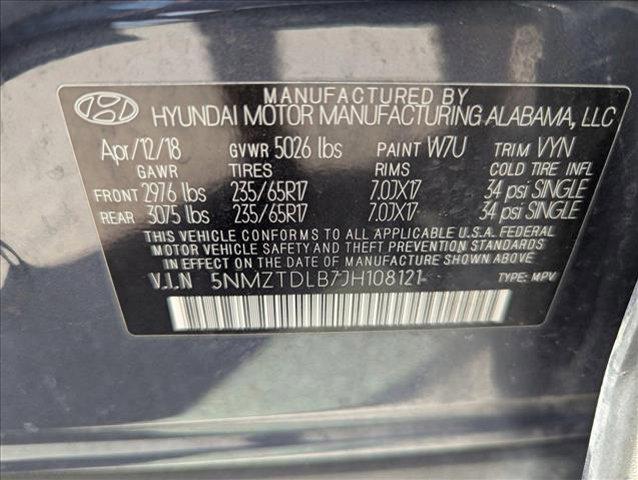 MANUFACTURED BY
HYUNDAI MOTOR MANUFACTURING ALABAMA, LLC
Apr/12/18 GVWR 5026 lbs PAINT W7U TRIM VYN
GAWR TIRES RIMS COLD TIRE INFL
FRONT 2976 lbs 235/65R17 7.0JX17 34 psi SINGLE
REAR 3075 lbs 235/65R17 7.0JX17 34 psi SINGLE
THIS VEHICLE CONFORMS TO ALL APPLICABLE U.S.A. FEDERAL
MOTOR VEHICLE SAFETY AND THEFT PREVENTION STANDARDS
IN EFFECT ON THE DATE OF MANUFACTURE SHOWN ABOVE
V.I.N 5NMZTDLB7JH108121 TYPE: MPV